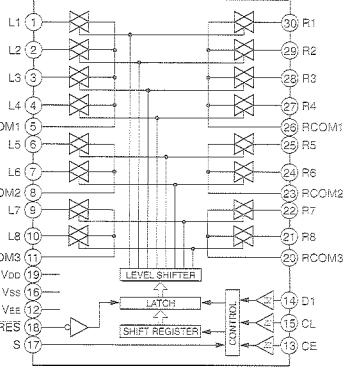 L1 1
L2 2
L3 3
L4 4
OM1 5
L5 6
L6 7
OM2 8
L7 9
L8 10
OM3 11
VDD 19
VSS 16
VEE 12
RES 18
S 17
30 R1
29 R2
28 R3
27 R4
26 RCOM1
25 R5
24 R6
23 RCOM2
22 R7
21 R8
20 RCOM3
14 D1
15 CL
13 CE
LEVEL SHIFTER
LATCH
SHIFT REGISTER
CONTROL